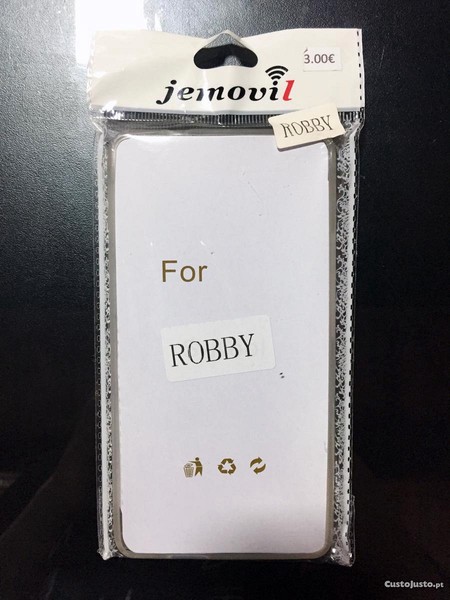 3.00€
jemovil
ROBBY
For
ROBBY
CustoJusto.pt